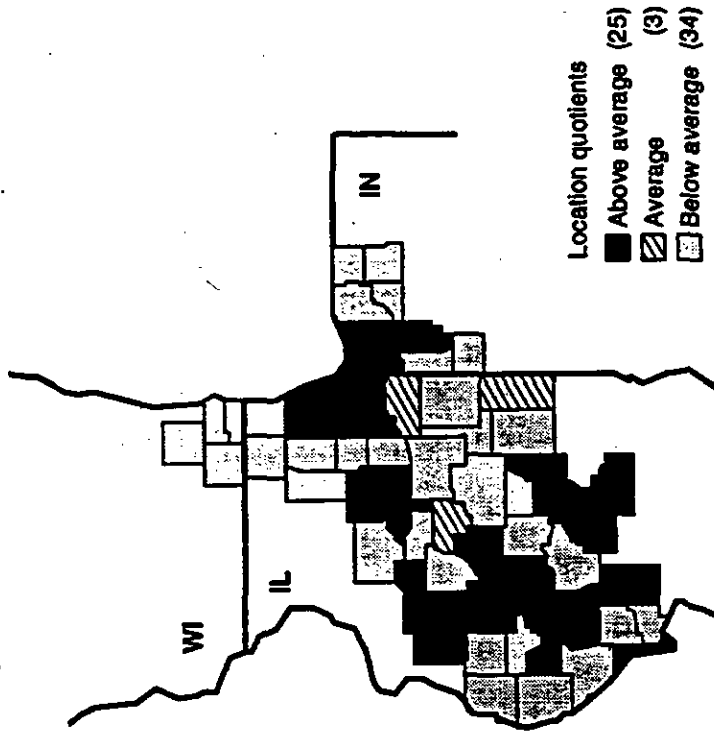 WI
IL
IN
Location quotients
Above average (25)
Average (3)
Below average (34)